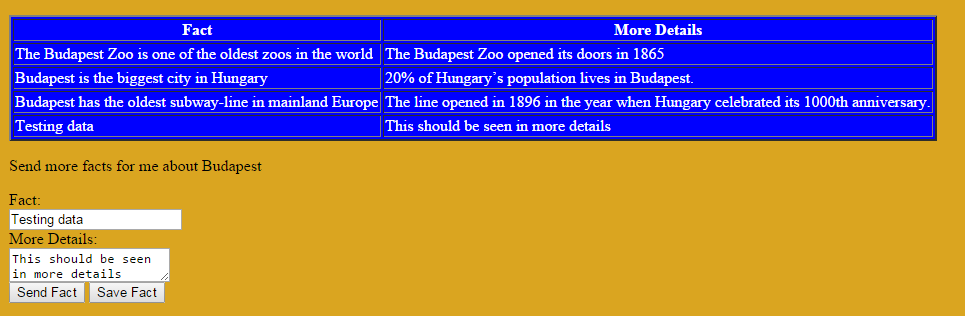 Fact More Details
The Budapest Zoo is one of the oldest zoos in the world The Budapest Zoo opened its doors in 1865
Budapest is the biggest city in Hungary 20% of Hungary’s population lives in Budapest.
Budapest has the oldest subway-line in mainland Europe The line opened in 1896 in the year when Hungary celebrated its 1000th anniversary.
Testing data This should be seen in more details
Send more facts for me about Budapest
Fact:
Testing data
More Details:
This should be seen
in more details
Send Fact Save Fact